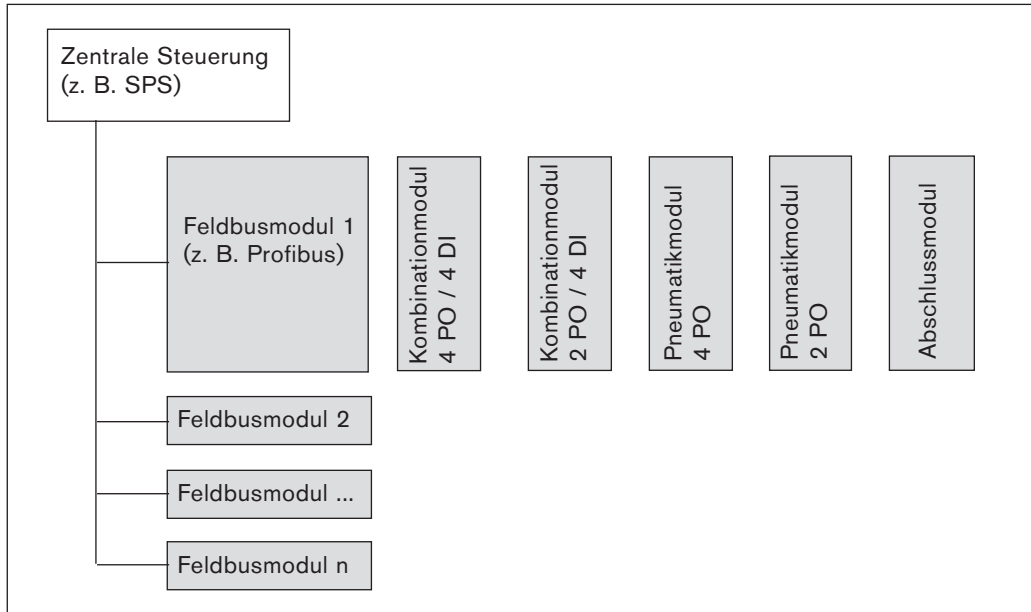 Zentrale Steuerung
(z. B. SPS)
Feldbusmodul 1
(z. B. Profibus)
Kombinationmodul
4 PO / 4 DI
Kombinationmodul
2 PO / 4 DI
Pneumatikmodul
4 PO
Pneumatikmodul
2 PO
Abschlussmodul
Feldbusmodul 2
Feldbusmodul ...
Feldbusmodul n